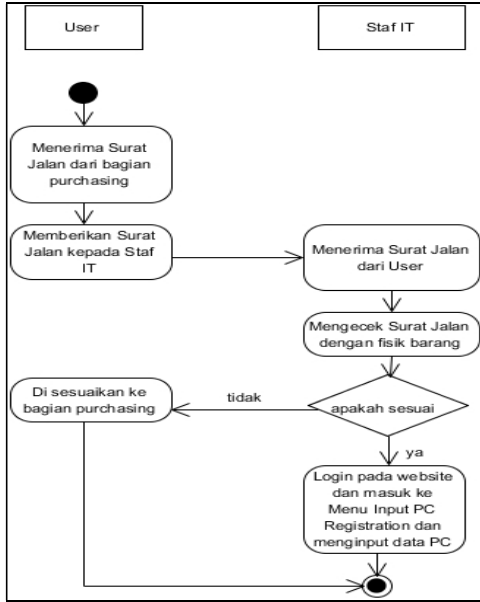 User
Staf IT
Menerima Surat
Jalan dari bagian
purchasing
Memberikan Surat
Jalan kepada Staf
IT
Menerima Surat Jalan
dari User
Mengecek Surat Jalan
dengan fisik barang
apakah sesuai
tidak
Di sesuaikan ke
bagian purchasing
ya
Login pada website
dan masuk ke
Menu Input PC
Registration dan
menginput data PC